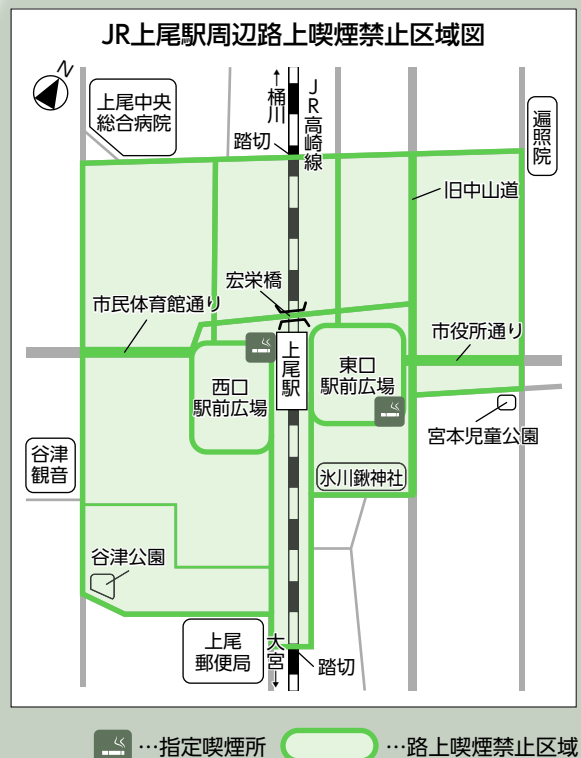 JR上尾駅周辺路上喫煙禁止区域図
N
上尾中央
総合病院
←桶川
JR高崎線
踏切
遍照院
旧中山道
宏栄橋
市民体育館通り
市役所通り
上尾駅
西口
駅前広場
東口
駅前広場
宮本児童公園
谷津
観音
氷川鍬神社
谷津公園
上尾
郵便局
大宮→
踏切
…指定喫煙所
…路上喫煙禁止区域